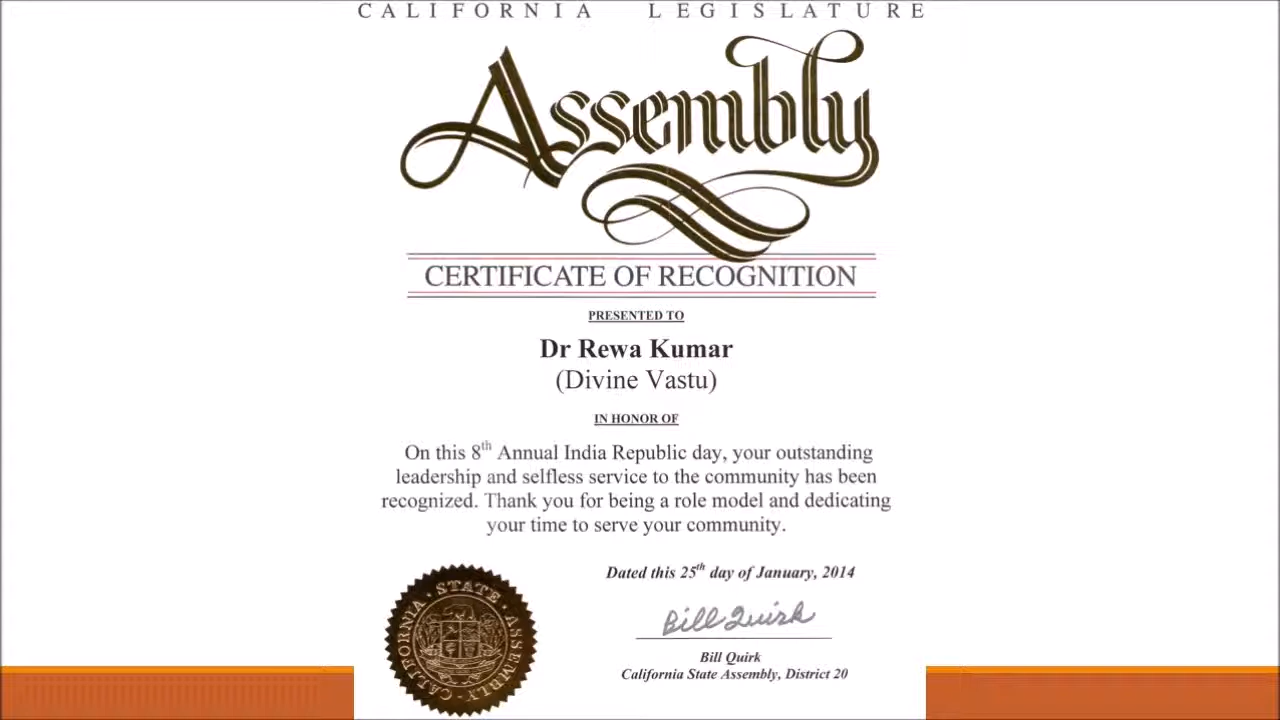 CALIFORNIA LEGISLATURE
Assembly
CERTIFICATE OF RECOGNITION
PRESENTED TO
Dr Rewa Kumar
(Divine Vastu)
IN HONOR OF
On this 8th Annual India Republic day, your outstanding
leadership and selfless service to the community has been
recognized. Thank you for being a role model and dedicating
your time to serve your community.
Dated this 25th day of January, 2014
Bill Quirk
Bill Quirk
California State Assembly, District 20
CALIFORNIA STATE ASSEMBLY